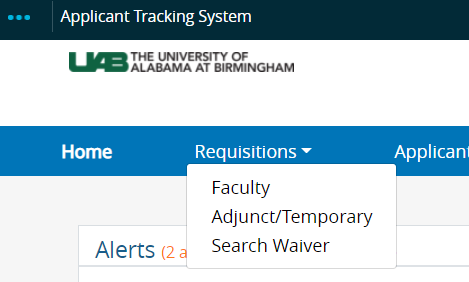 Applicant Tracking System
UAB THE UNIVERSITY OF
ALABAMA AT BIRMINGHAM
Home Requisitions Applicant
Faculty
Adjunct/Temporary
Search Waiver
Alerts (2 a